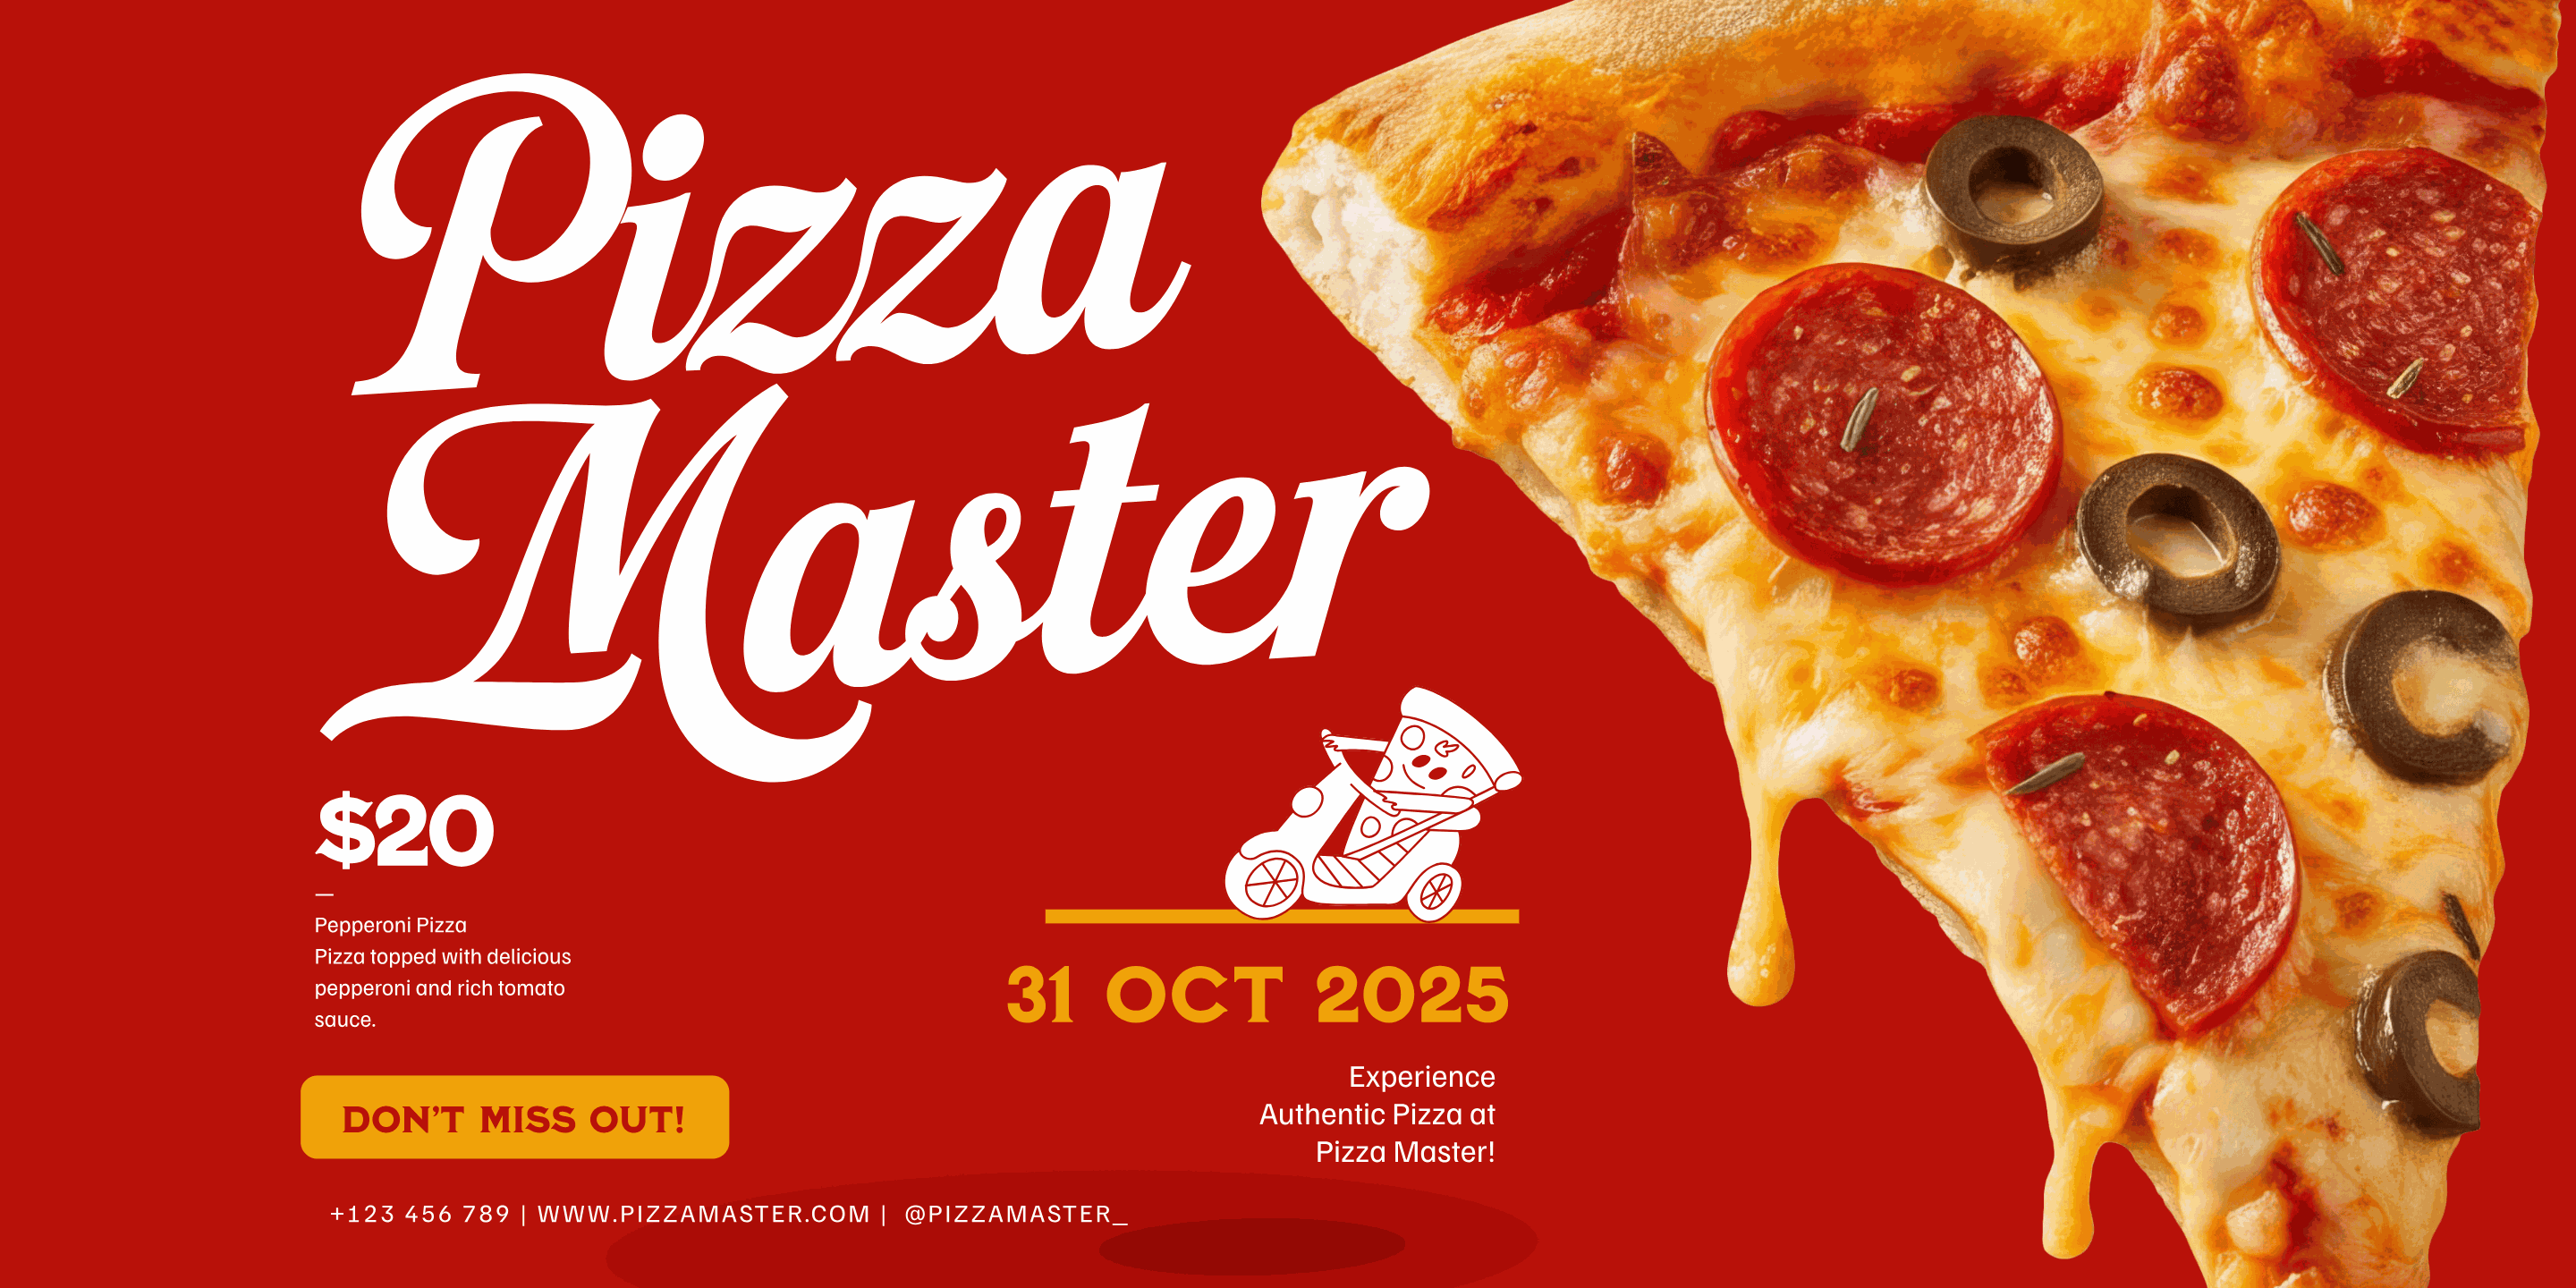 Pizza
Master
$20
Pepperoni Pizza
Pizza topped with delicious
pepperoni and rich tomato
sauce.
DON'T MISS OUT!
31 OCT 2025
Experience
Authentic Pizza at
Pizza Master!
+123 456 789 | WWW.PIZZAMASTER.COM | @PIZZAMASTER_